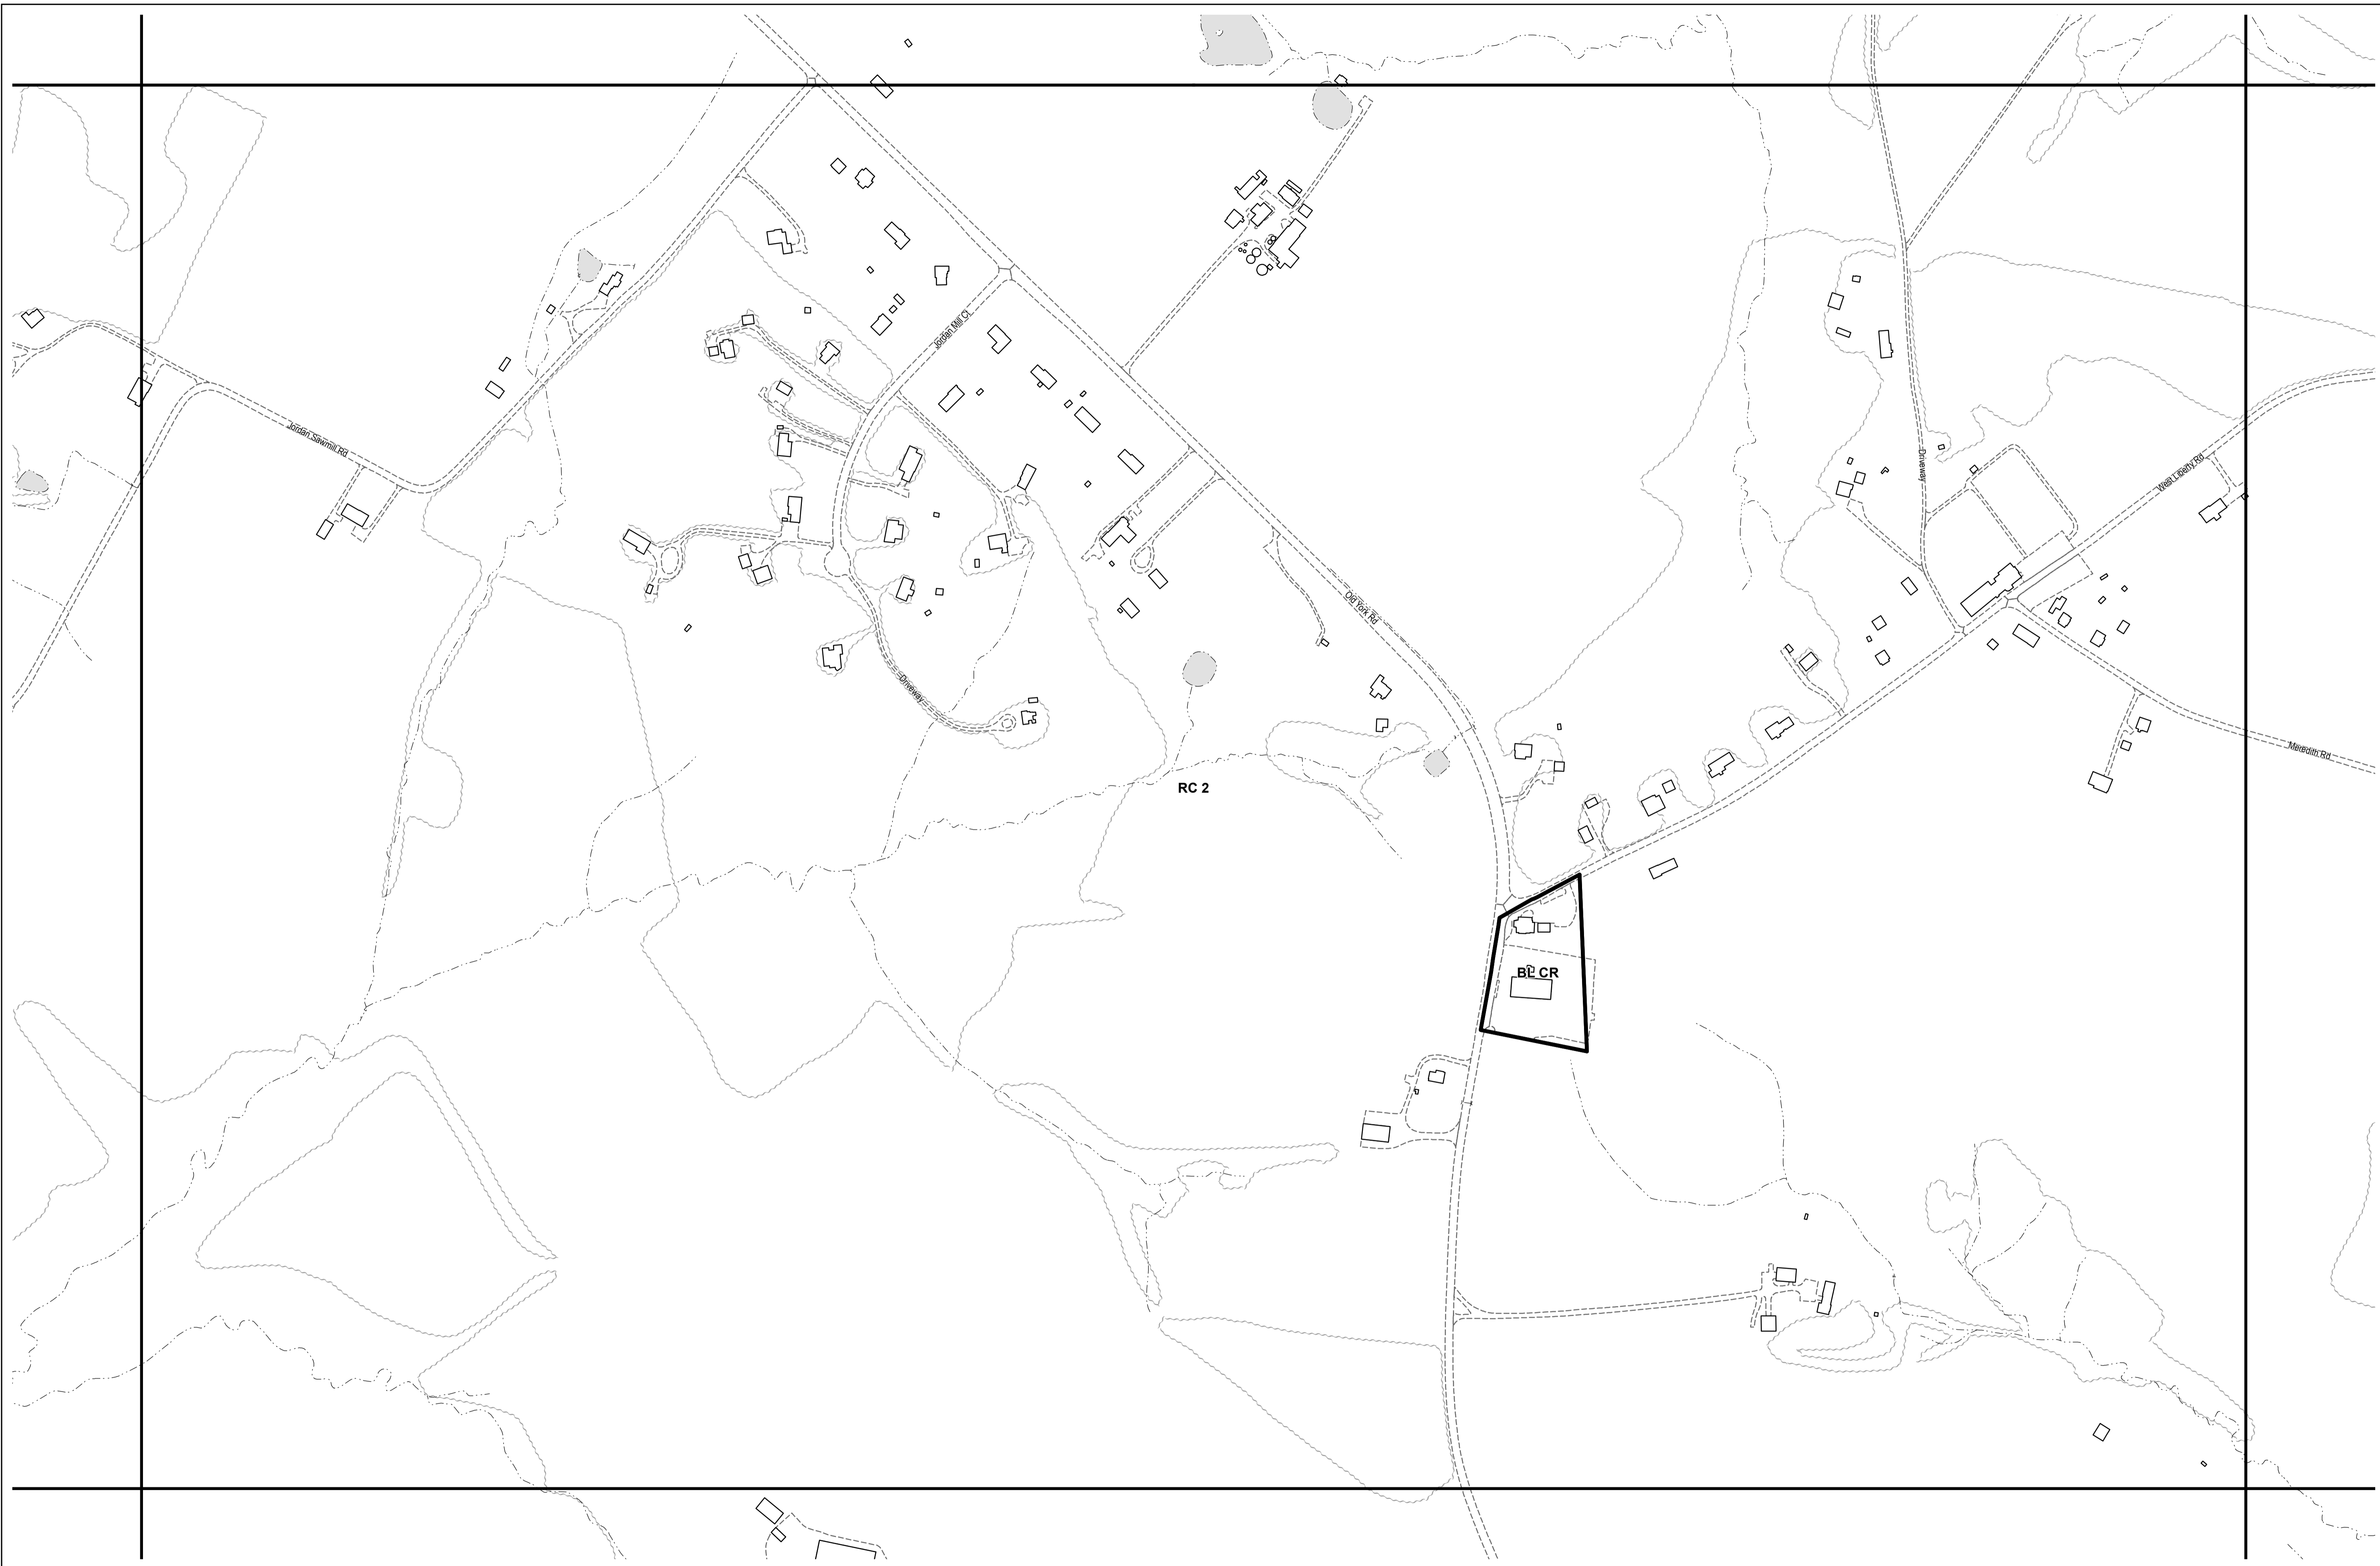 Jordan Mill Ct
Jordan Sawmill Rd
Driveway
West Liberty Rd
Old York Rd
Driveway
Meredith Rd
RC 2
BL CR